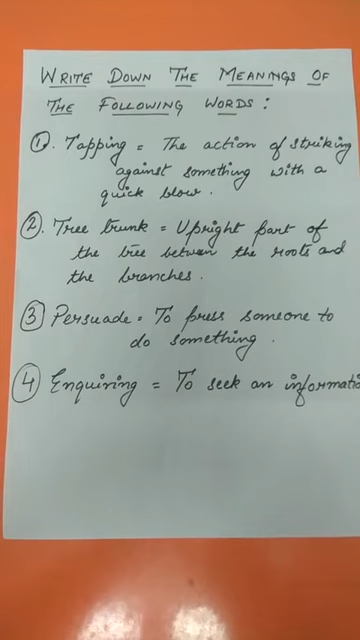 WRITE DOWN THE MEANINGS OF
THE FOLLOWING WORDS :
1. Tapping = The action of striking
against something with a
quick blow.
2. Tree trunk = Upright part of
the tree between the roots and
the branches.
3 Persuade = To press someone to
do something.
4 Enquiring = To seek an informatio